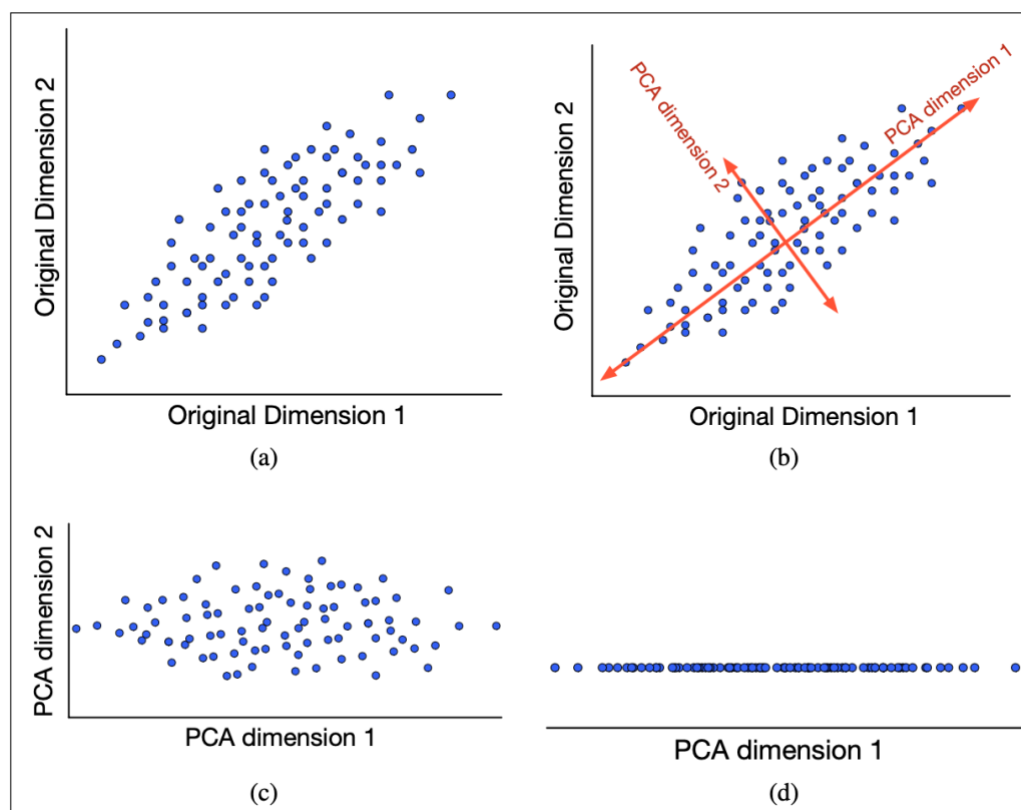 Original Dimension 2
Original Dimension 1
(a)
Original Dimension 2
PCA dimension 2
PCA dimension 1
Original Dimension 1
(b)
PCA dimension 2
PCA dimension 1
(c)
PCA dimension 1
(d)